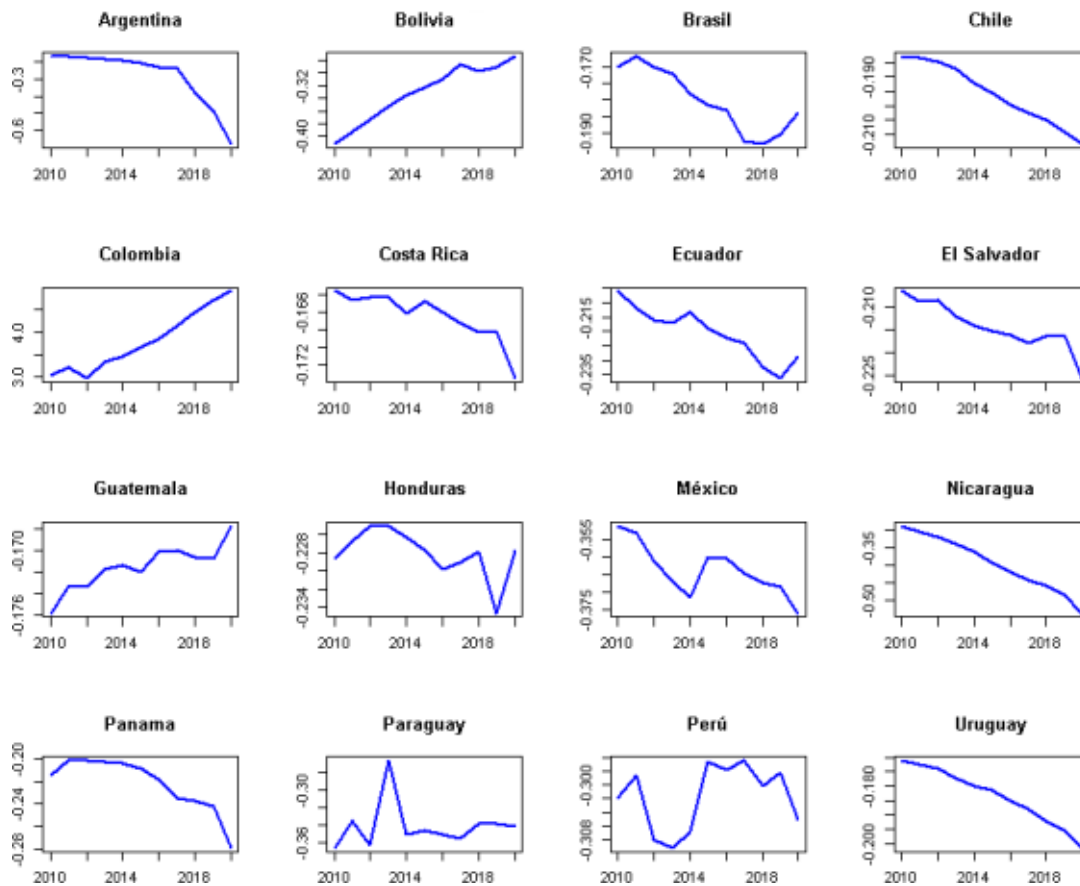 Argentina Bolivia Brasil Chile
-0.3 -0.32 -0.170 -0.190
-0.6 -0.40 -0.190 -0.210
2010 2014 2018 2010 2014 2018 2010 2014 2018 2010 2014 2018
Colombia Costa Rica Ecuador El Salvador
4.0 -0.166 -0.215 -0.210
3.0 -0.172 -0.235 -0.225
2010 2014 2018 2010 2014 2018 2010 2014 2018 2010 2014 2018
Guatemala Honduras México Nicaragua
-0.170 -0.228 -0.355 -0.35
-0.176 -0.234 -0.375 -0.50
2010 2014 2018 2010 2014 2018 2010 2014 2018 2010 2014 2018
Panama Paraguay Perú Uruguay
-0.20 -0.30 -0.300 -0.180
-0.24
-0.28 -0.36 -0.308 -0.200
2010 2014 2018 2010 2014 2018 2010 2014 2018 2010 2014 2018